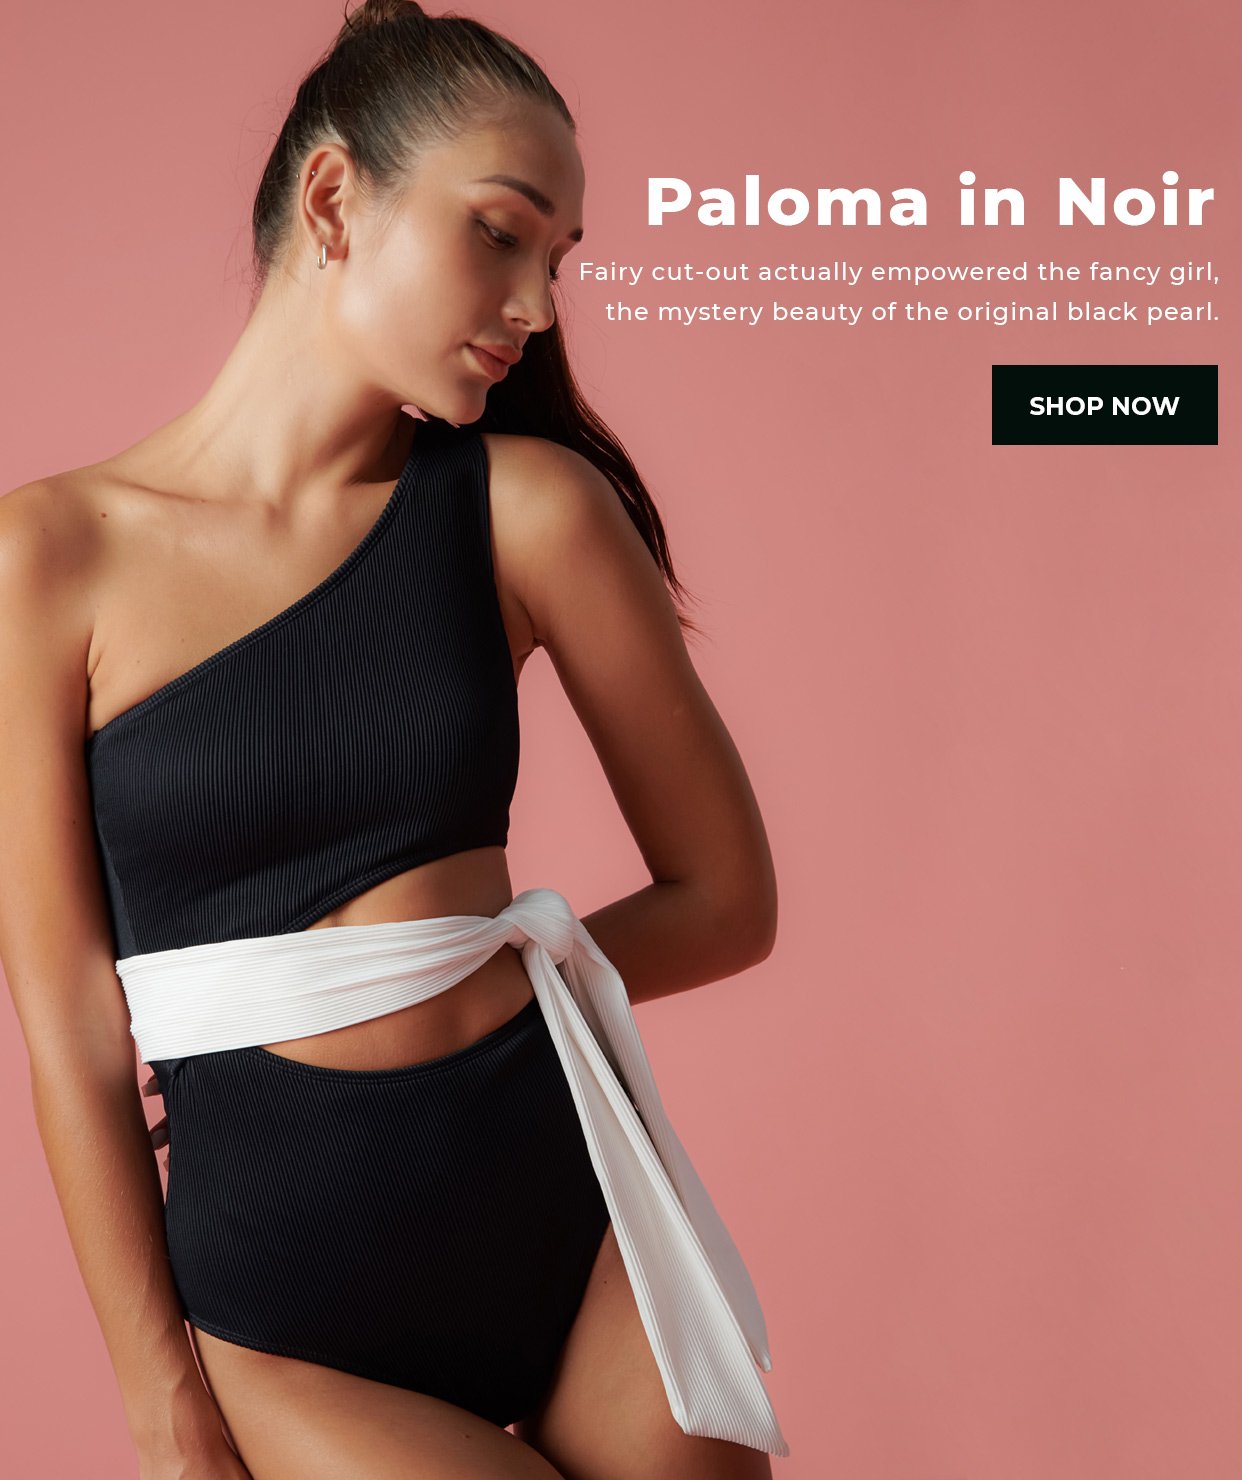 Paloma in Noir
Fairy cut-out actually empowered the fancy girl,
the mystery beauty of the original black pearl.
SHOP NOW